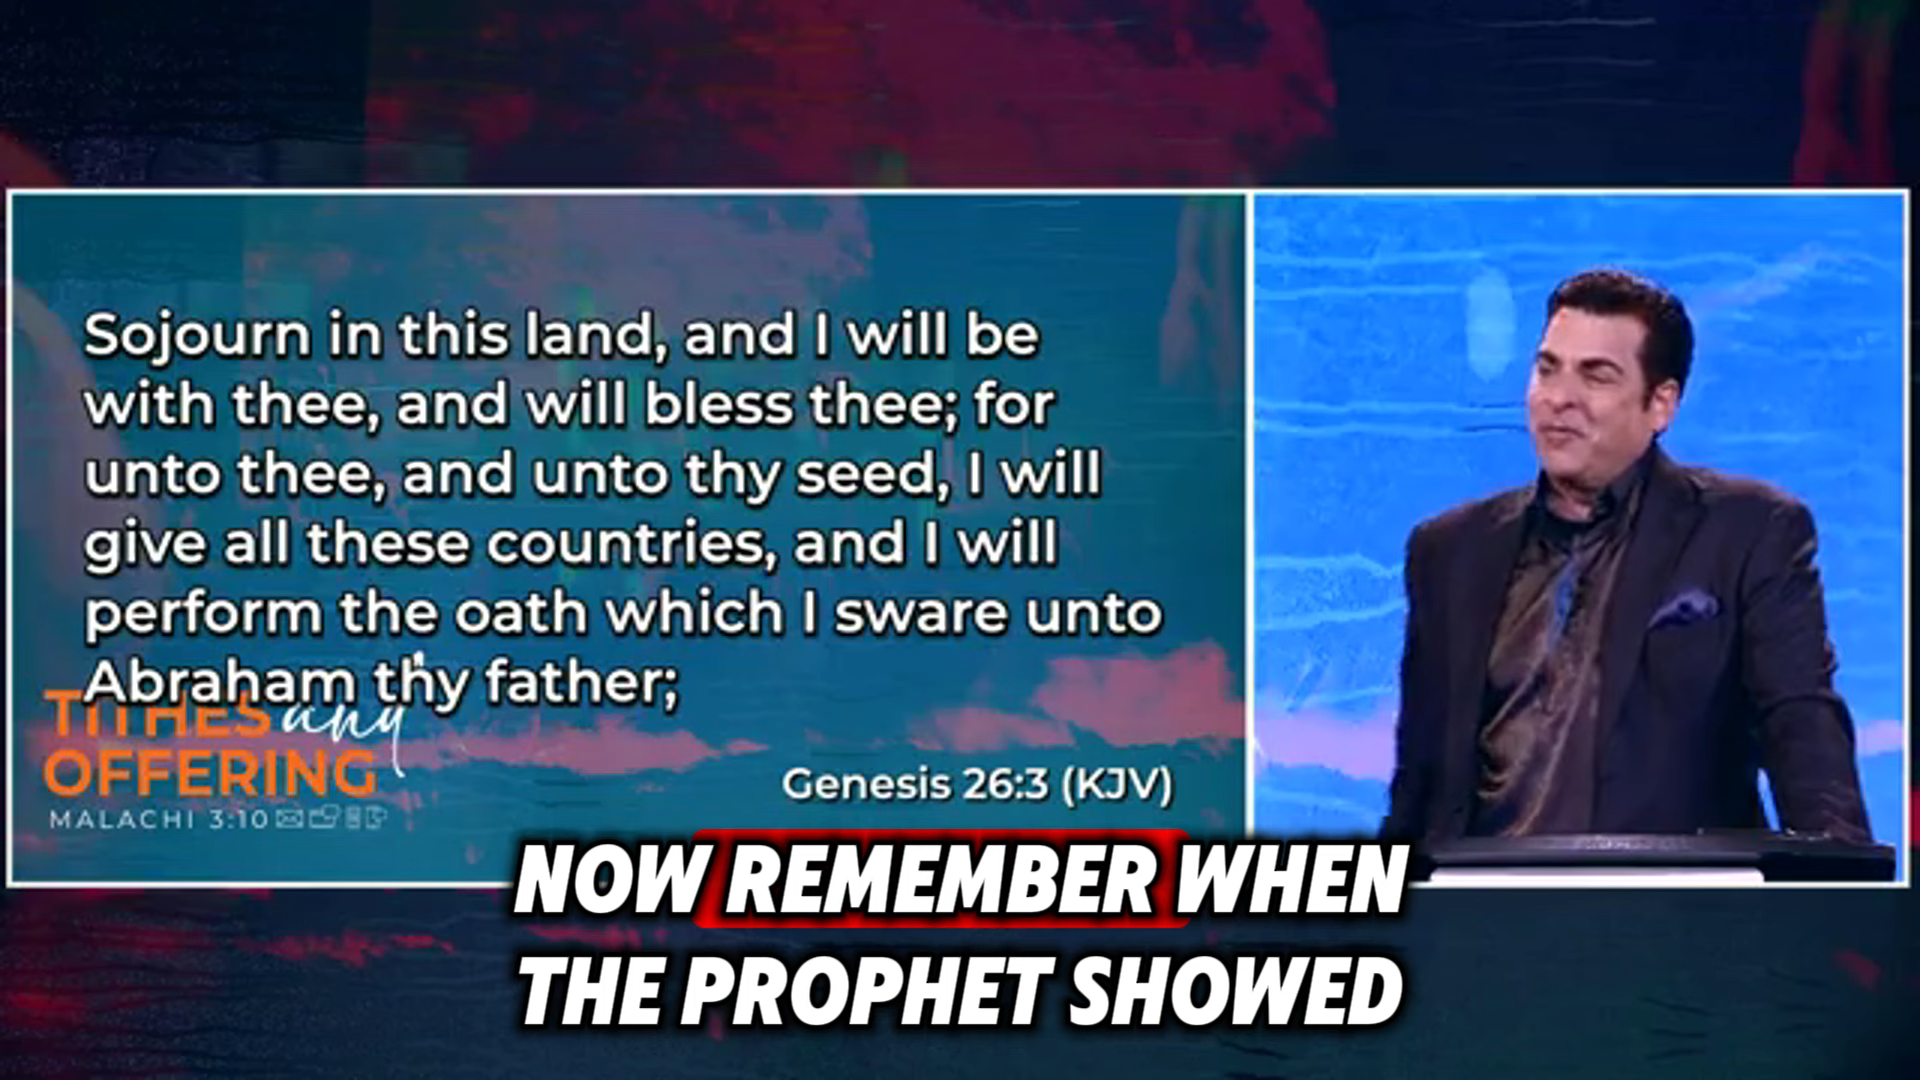 Sojourn in this land, and I will be
with thee, and will bless thee; for
unto thee, and unto thy seed, I will
give all these countries, and I will
perform the oath which I sware unto
Abraham thy father;
TITHES any
OFFERING
MALACHI 3:10
Genesis 26:3 (KJV)
NOW REMEMBER WHEN
THE PROPHET SHOWED